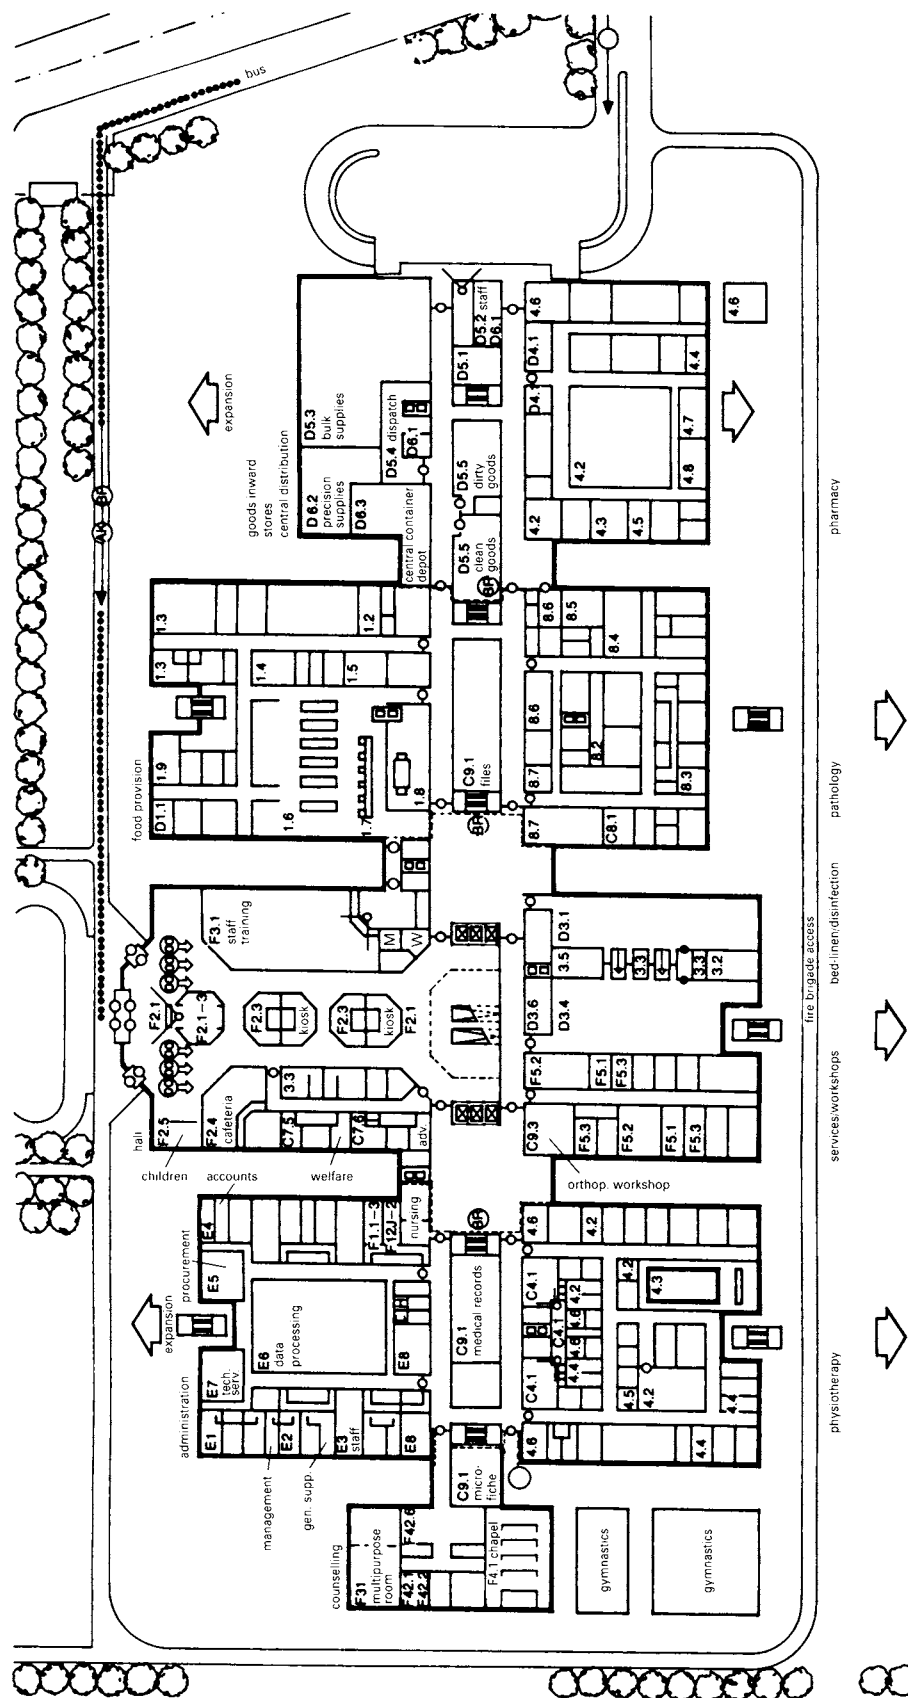 bus
BF
AK
expansion
goods inward
stores
central distribution
D5.3
bulk
supplies
D6.2
precision
supplies
D5.4 dispatch
D6.1
D6.3
central container
depot
D5.2 staff
D6.1
D5.1
D5.5
dirty
goods
D5.5
clean
goods
BF
4.6
4.6
D4.1
D4.1
4.4
4.2
4.7
4.8
4.2
4.3
4.5
pharmacy
food provision
1.3
1.2
1.3
1.4
1.5
1.9
D1.1
1.6
1.7
1.8
C9.1
files
BF
8.6
8.5
8.4
8.6
8.2
8.7
8.3
8.7
C8.1
pathology
hall
F2.1
F2.1-3
F2.3
kiosk
F2.3
kiosk
F2.1
F3.1
staff
training
M
W
F2.5
children
F2.4
cafeteria
3.3
C7.5
welfare
C7.6
adv.
D3.1
3.5
3.3
3.3
3.2
D3.6
D3.4
bed-linen/disinfection
fire brigade access
F5.2
F5.1
F5.3
C9.3
F5.3
F5.2
F5.1
F5.3
orthop. workshop
services/workshops
expansion
administration
procurement
accounts
E4
E5
F1.1-3
F12J-2
nursing
BF
E6
data
processing
E8
E7
tech.
serv.
E1
E2
E3
staff
E8
management
gen. supp.
C9.1
medical records
C9.1
micro-
fiche
4.6
4.2
C4.1
4.2
4.6
C4.1
4.6
4.4
C4.1
4.2
4.3
4.5
4.2
4.4
4.6
4.4
physiotherapy
counselling
F31
multipurpose
room
F42.6
F42.1
F42.2
F4.1 chapel
gymnastics
gymnastics